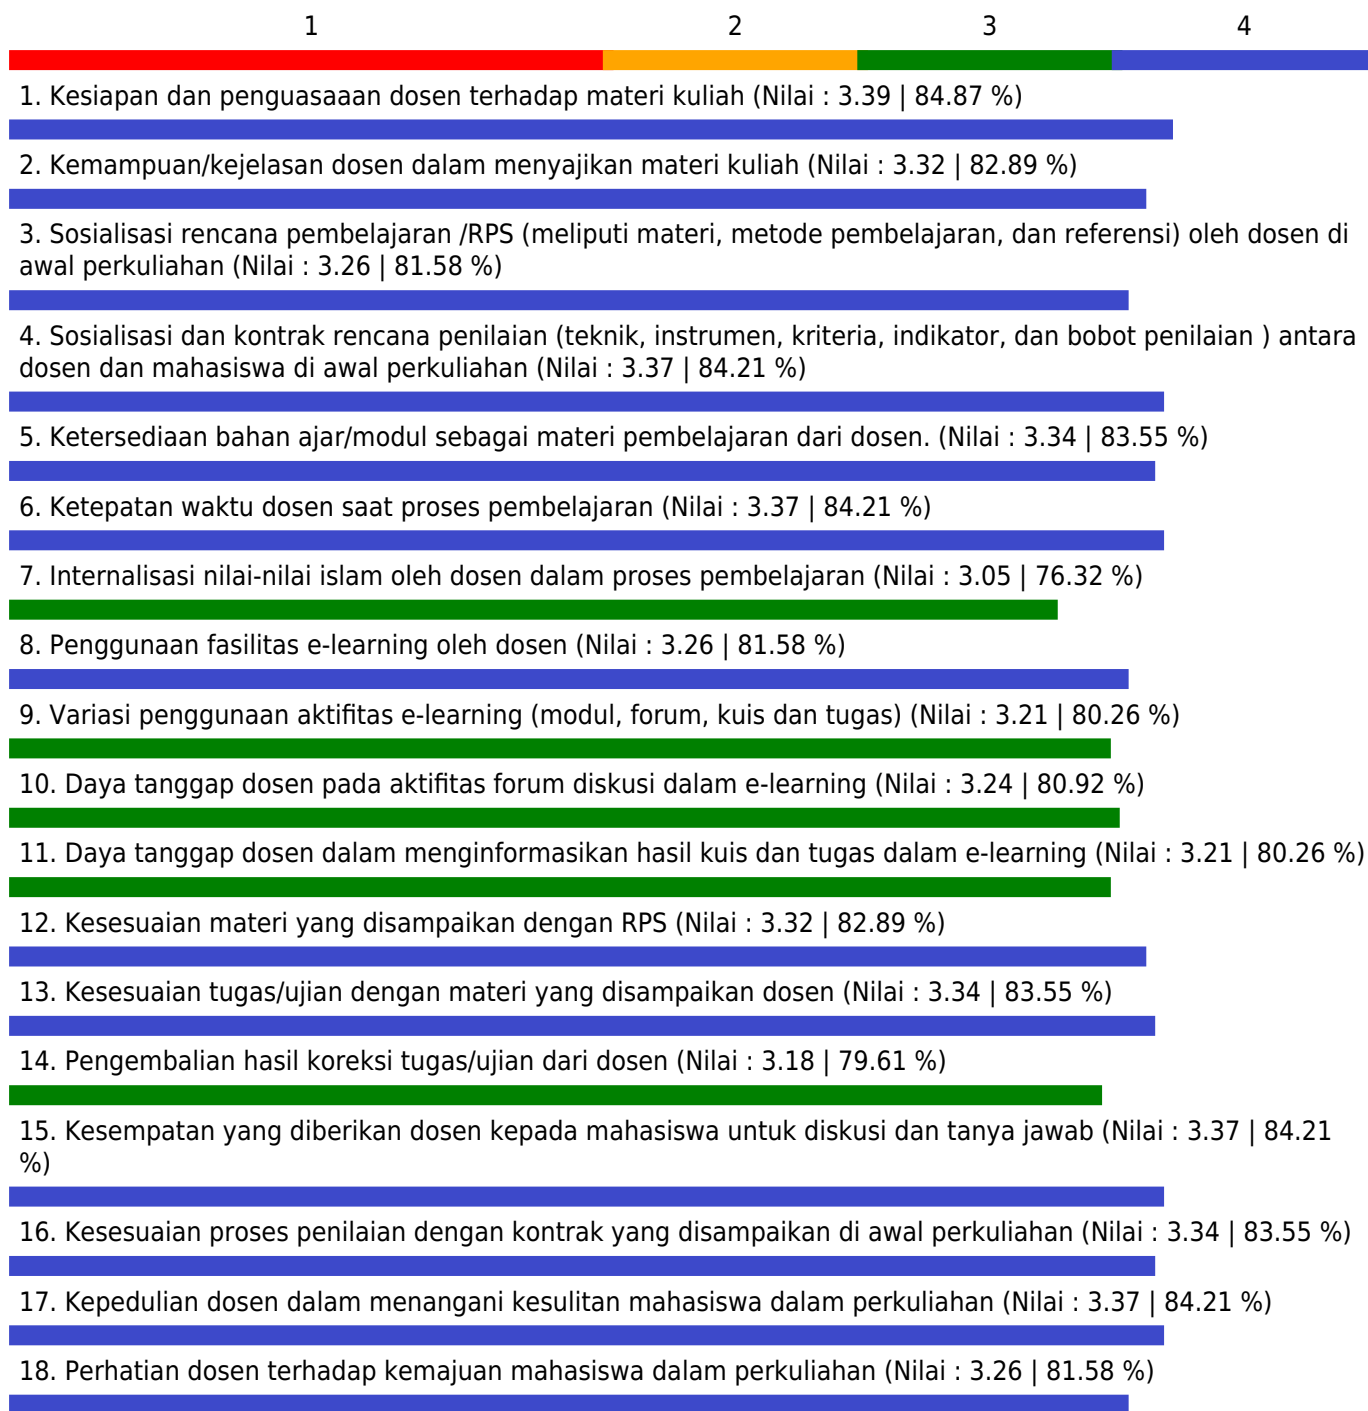 1 2 3 4
1. Kesiapan dan penguasaaan dosen terhadap materi kuliah (Nilai : 3.39 | 84.87 %)
2. Kemampuan/kejelasan dosen dalam menyajikan materi kuliah (Nilai : 3.32 | 82.89 %)
3. Sosialisasi rencana pembelajaran /RPS (meliputi materi, metode pembelajaran, dan referensi) oleh dosen di
awal perkuliahan (Nilai : 3.26 | 81.58 %)
4. Sosialisasi dan kontrak rencana penilaian (teknik, instrumen, kriteria, indikator, dan bobot penilaian ) antara
dosen dan mahasiswa di awal perkuliahan (Nilai : 3.37 | 84.21 %)
5. Ketersediaan bahan ajar/modul sebagai materi pembelajaran dari dosen. (Nilai : 3.34 | 83.55 %)
6. Ketepatan waktu dosen saat proses pembelajaran (Nilai : 3.37 | 84.21 %)
7. Internalisasi nilai-nilai islam oleh dosen dalam proses pembelajaran (Nilai : 3.05 | 76.32 %)
8. Penggunaan fasilitas e-learning oleh dosen (Nilai : 3.26 | 81.58 %)
9. Variasi penggunaan aktifitas e-learning (modul, forum, kuis dan tugas) (Nilai : 3.21 | 80.26 %)
10. Daya tanggap dosen pada aktifitas forum diskusi dalam e-learning (Nilai : 3.24 | 80.92 %)
11. Daya tanggap dosen dalam menginformasikan hasil kuis dan tugas dalam e-learning (Nilai : 3.21 | 80.26 %)
12. Kesesuaian materi yang disampaikan dengan RPS (Nilai : 3.32 | 82.89 %)
13. Kesesuaian tugas/ujian dengan materi yang disampaikan dosen (Nilai : 3.34 | 83.55 %)
14. Pengembalian hasil koreksi tugas/ujian dari dosen (Nilai : 3.18 | 79.61 %)
15. Kesempatan yang diberikan dosen kepada mahasiswa untuk diskusi dan tanya jawab (Nilai : 3.37 | 84.21
%)
16. Kesesuaian proses penilaian dengan kontrak yang disampaikan di awal perkuliahan (Nilai : 3.34 | 83.55 %)
17. Kepedulian dosen dalam menangani kesulitan mahasiswa dalam perkuliahan (Nilai : 3.37 | 84.21 %)
18. Perhatian dosen terhadap kemajuan mahasiswa dalam perkuliahan (Nilai : 3.26 | 81.58 %)